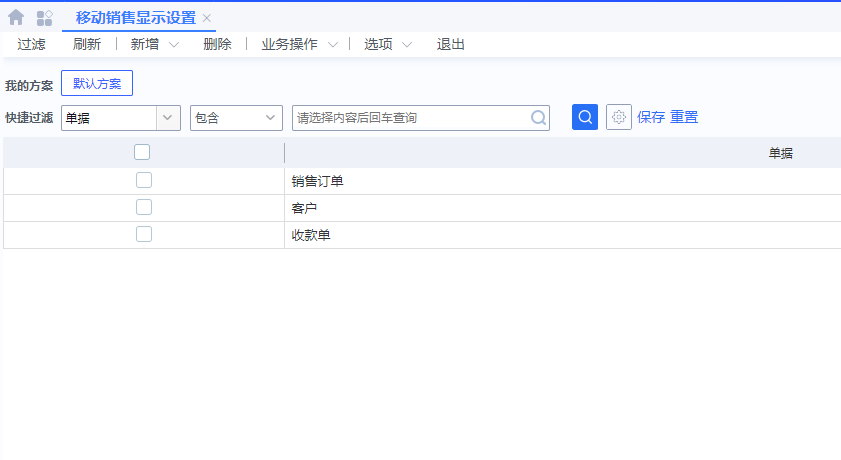 移动销售显示设置
过滤 刷新 新增 删除 业务操作 选项 退出
我的方案 默认方案
快捷过滤 单据 包含 请选择内容后回车查询 保存 重置
单据
销售订单
客户
收款单